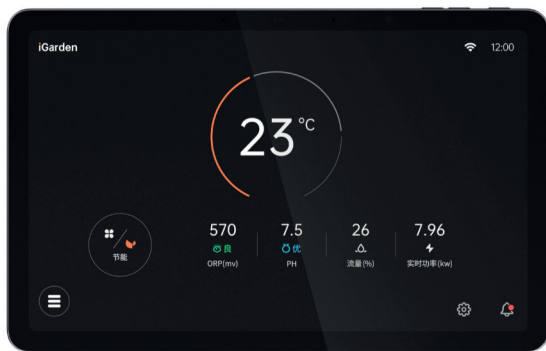 iGarden
12:00
23°C
570
7.5
26
7.96
良
优
ORP(mv)
PH
流量(%)
实时功率(kw)
节能